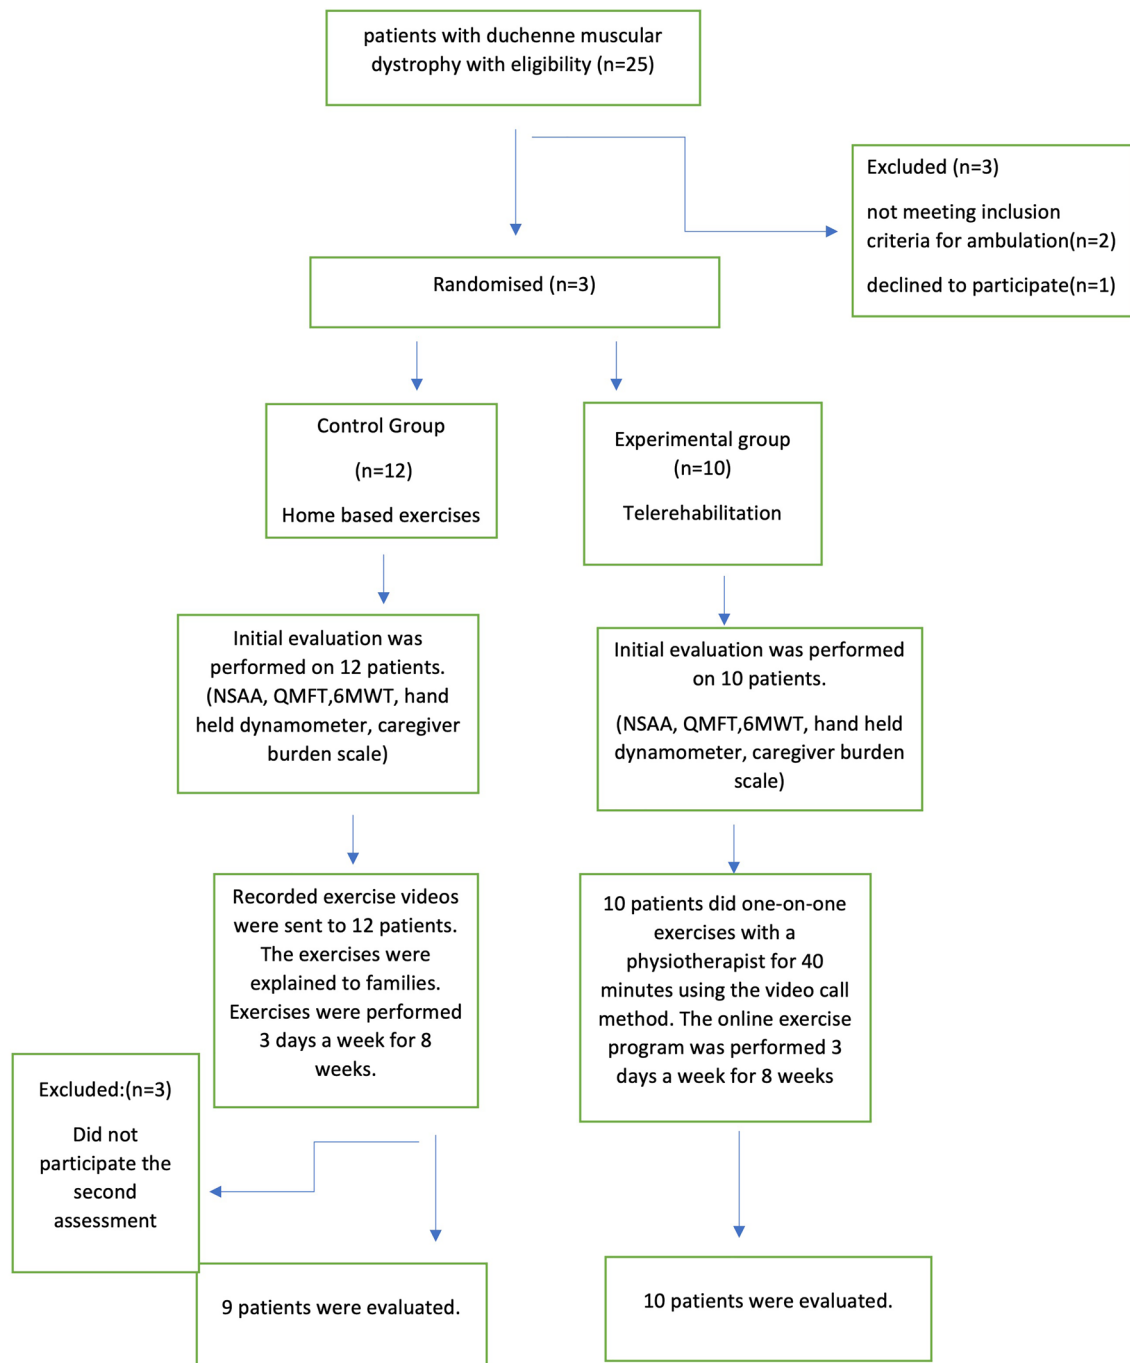 patients with duchenne muscular
dystrophy with eligibility (n=25)
Excluded (n=3)
not meeting inclusion
criteria for ambulation(n=2)
declined to participate(n=1)
Randomised (n=3)
Control Group
(n=12)
Home based exercises
Experimental group
(n=10)
Telerehabilitation
Initial evaluation was
performed on 12 patients.
(NSAA, QMFT,6MWT, hand
held dynamometer, caregiver
burden scale)
Initial evaluation was performed
on 10 patients.
(NSAA, QMFT,6MWT, hand held
dynamometer, caregiver burden
scale)
Recorded exercise videos
were sent to 12 patients.
The exercises were
explained to families.
Exercises were performed
3 days a week for 8
weeks.
10 patients did one-on-one
exercises with a
physiotherapist for 40
minutes using the video call
method. The online exercise
program was performed 3
days a week for 8 weeks
Excluded:(n=3)
Did not
participate the
second
assessment
9 patients were evaluated.
10 patients were evaluated.